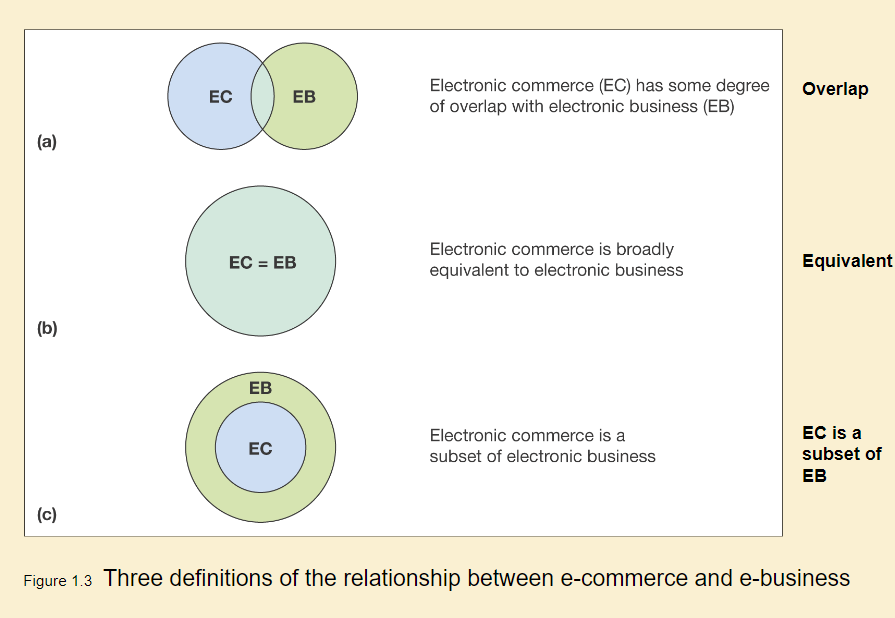 EC
EB
Electronic commerce (EC) has some degree
of overlap with electronic business (EB)
Overlap
(a)
EC = EB
Electronic commerce is broadly
equivalent to electronic business
Equivalent
(b)
EB
EC
Electronic commerce is a
subset of electronic business
EC is a
subset of
EB
(c)
Figure 1.3 Three definitions of the relationship between e-commerce and e-business